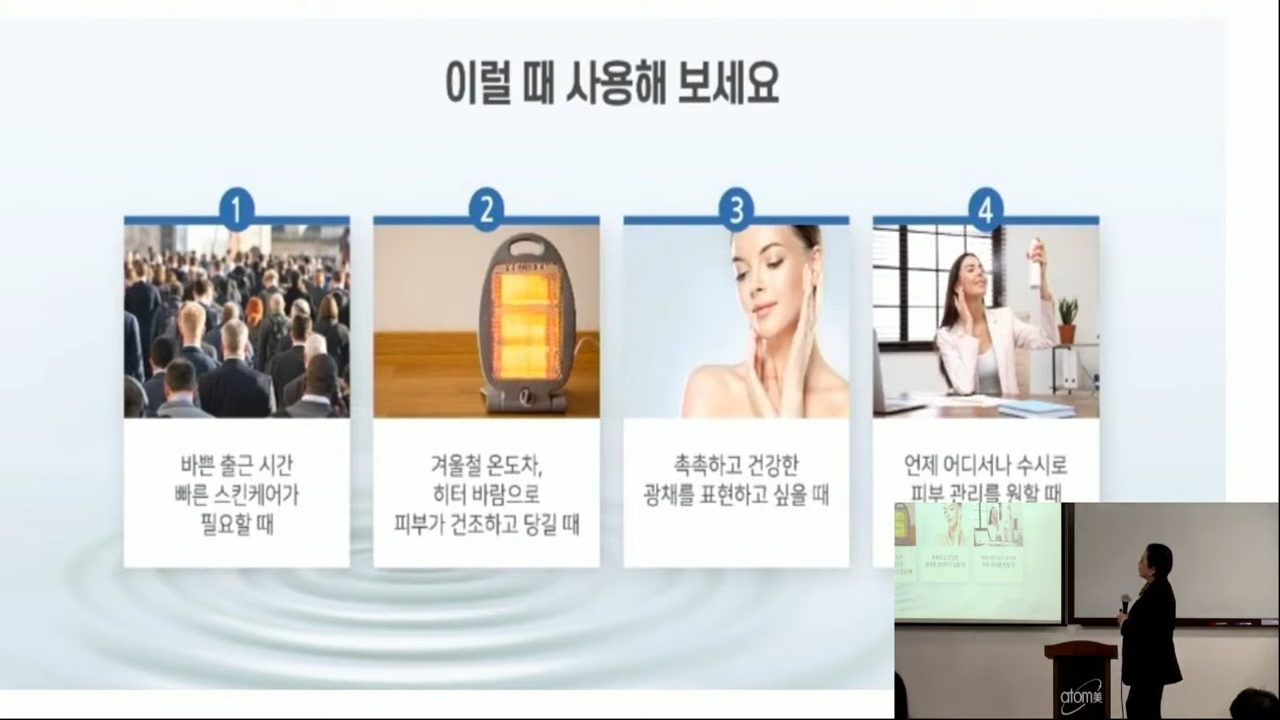 이럴 때 사용해 보세요
1
바쁜 출근 시간
빠른 스킨케어가
필요할 때
2
겨울철 온도차,
히터 바람으로
피부가 건조하고 당길 때
3
촉촉하고 건강한
광채를 표현하고 싶을 때
4
언제 어디서나 수시로
피부 관리를 원할 때
atom美